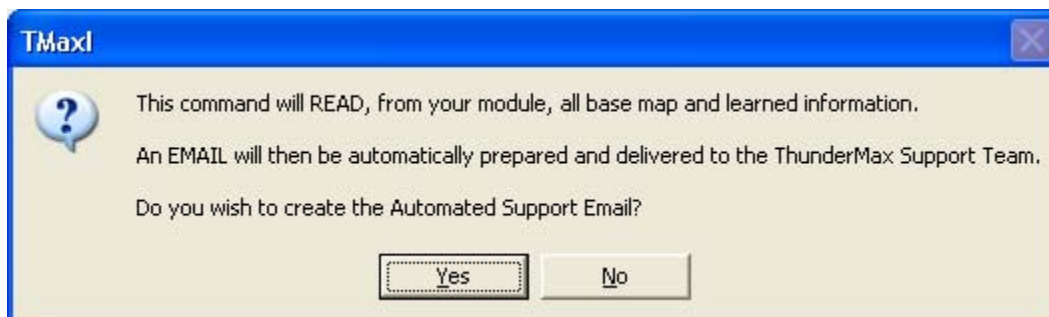 TMaxI
This command will READ, from your module, all base map and learned information.
An EMAIL will then be automatically prepared and delivered to the ThunderMax Support Team.
Do you wish to create the Automated Support Email?
Yes No